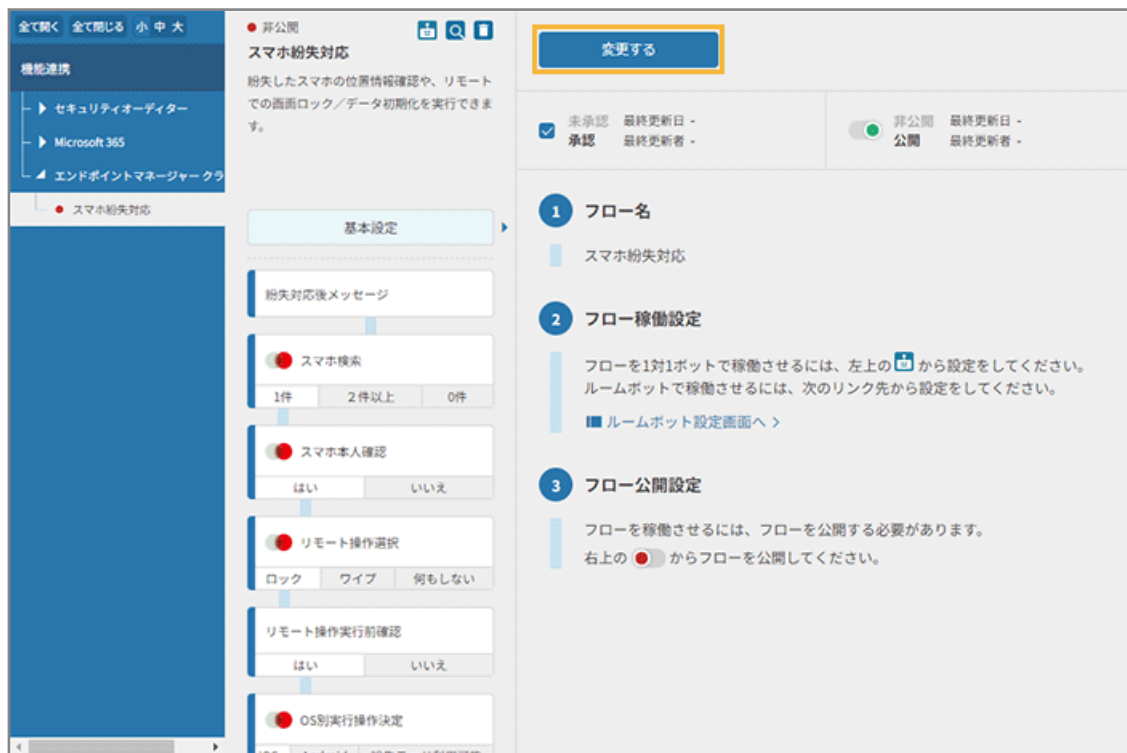 全て開く 全て閉じる 小 中 大
機能連携
セキュリティオーディター
Microsoft 365
エンドポイントマネージャー クラ
スマホ紛失対応
非公開
スマホ紛失対応
紛失したスマホの位置情報確認や、リモート
での画面ロック／データ初期化を実行できま
す。
基本設定
紛失対応後メッセージ
スマホ検索
1件 2件以上 0件
スマホ本人確認
はい いいえ
リモート操作選択
ロック ワイプ 何もしない
リモート操作実行前確認
はい いいえ
OS別実行操作決定
変更する
未承認 最終更新日 -
承認 最終更新者 -
非公開 最終更新日 -
公開 最終更新者 -
1 フロー名
スマホ紛失対応
2 フロー稼働設定
フローを1対1ボットで稼働させるには、左上の から設定をしてください。
ルームボットで稼働させるには、次のリンク先から設定をしてください。
ルームボット設定画面へ
3 フロー公開設定
フローを稼働させるには、フローを公開する必要があります。
右上の からフローを公開してください。